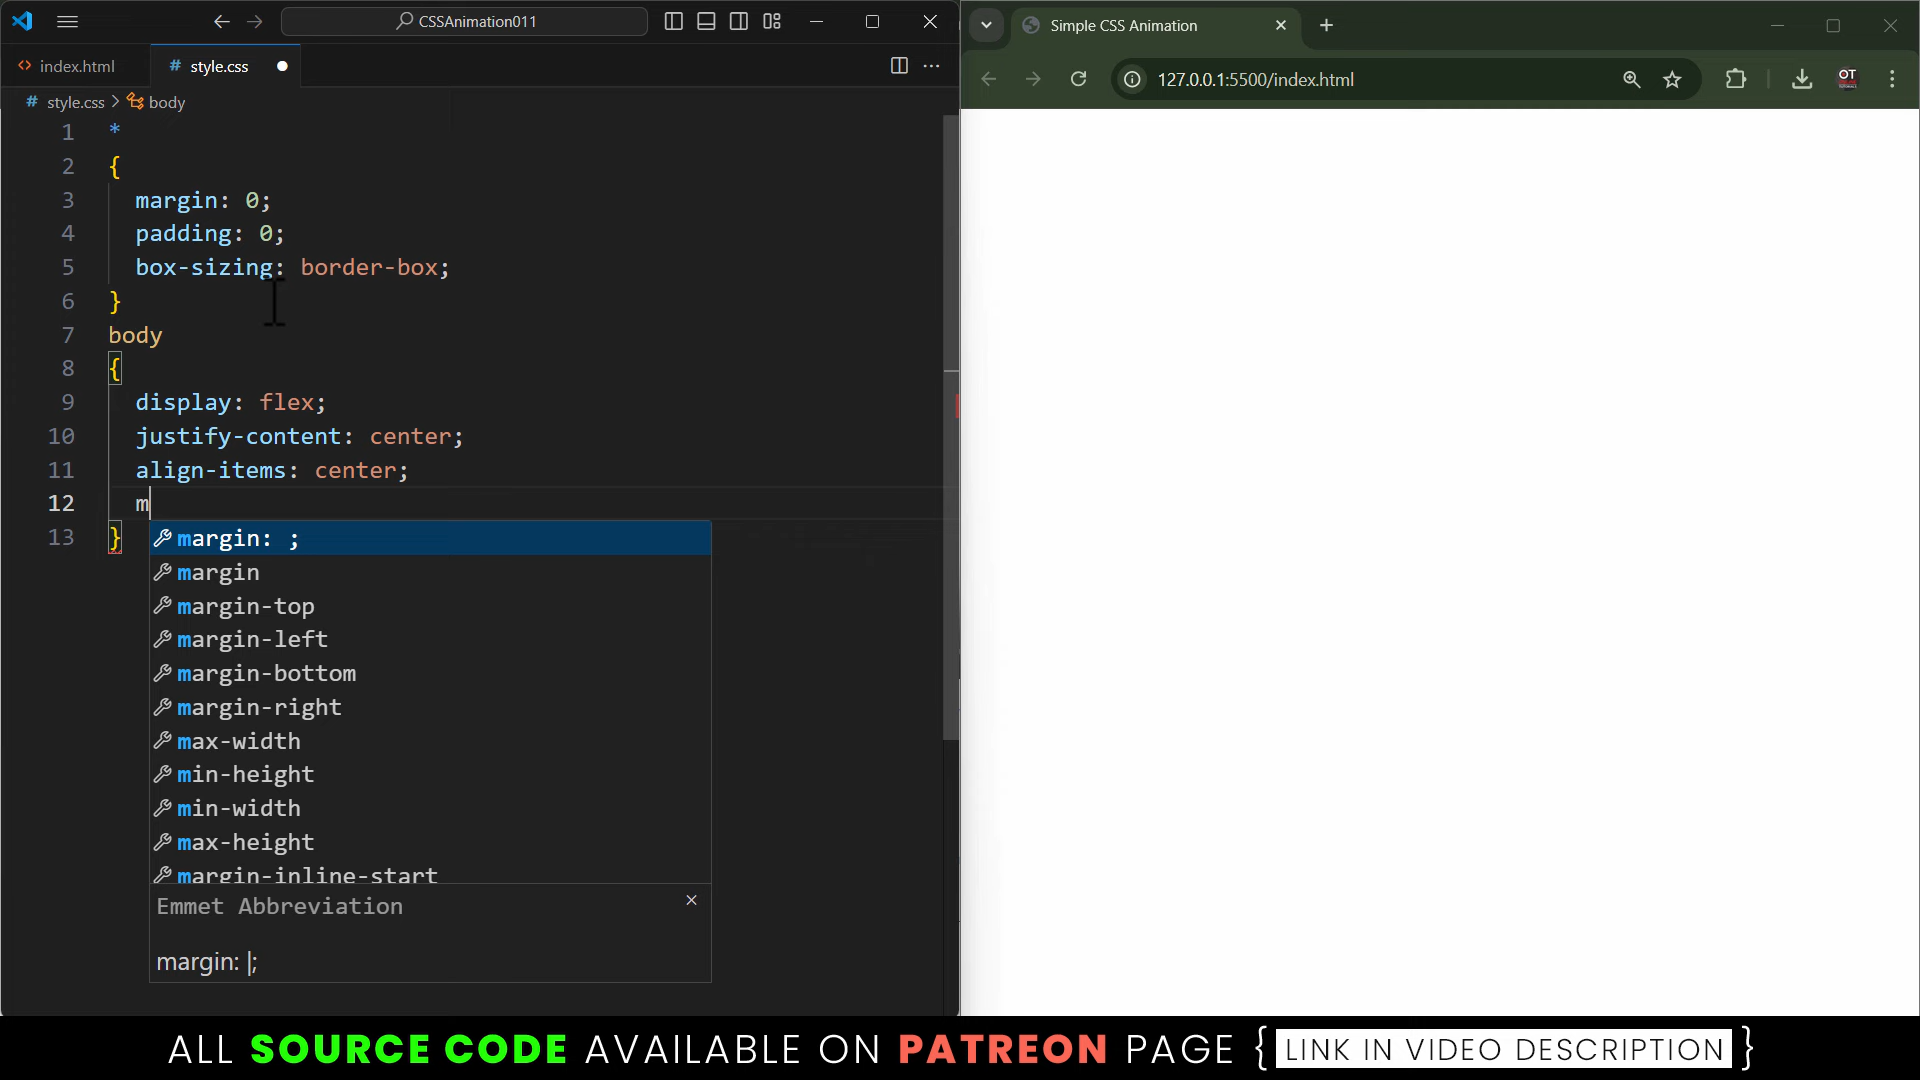 CSSAnimation011
index.html
# style.css
# style.css > body
1 *
2 {
3 margin: 0;
4 padding: 0;
5 box-sizing: border-box;
6 }
7 body
8 {
9 display: flex;
10 justify-content: center;
11 align-items: center;
12 m
13 }
margin: ;
margin
margin-top
margin-left
margin-bottom
margin-right
max-width
min-height
min-width
max-height
margin-inline-start
Emmet Abbreviation
margin: |;
Simple CSS Animation
127.0.0.1:5500/index.html
OT
ALL SOURCE CODE AVAILABLE ON PATREON PAGE { LINK IN VIDEO DESCRIPTION }